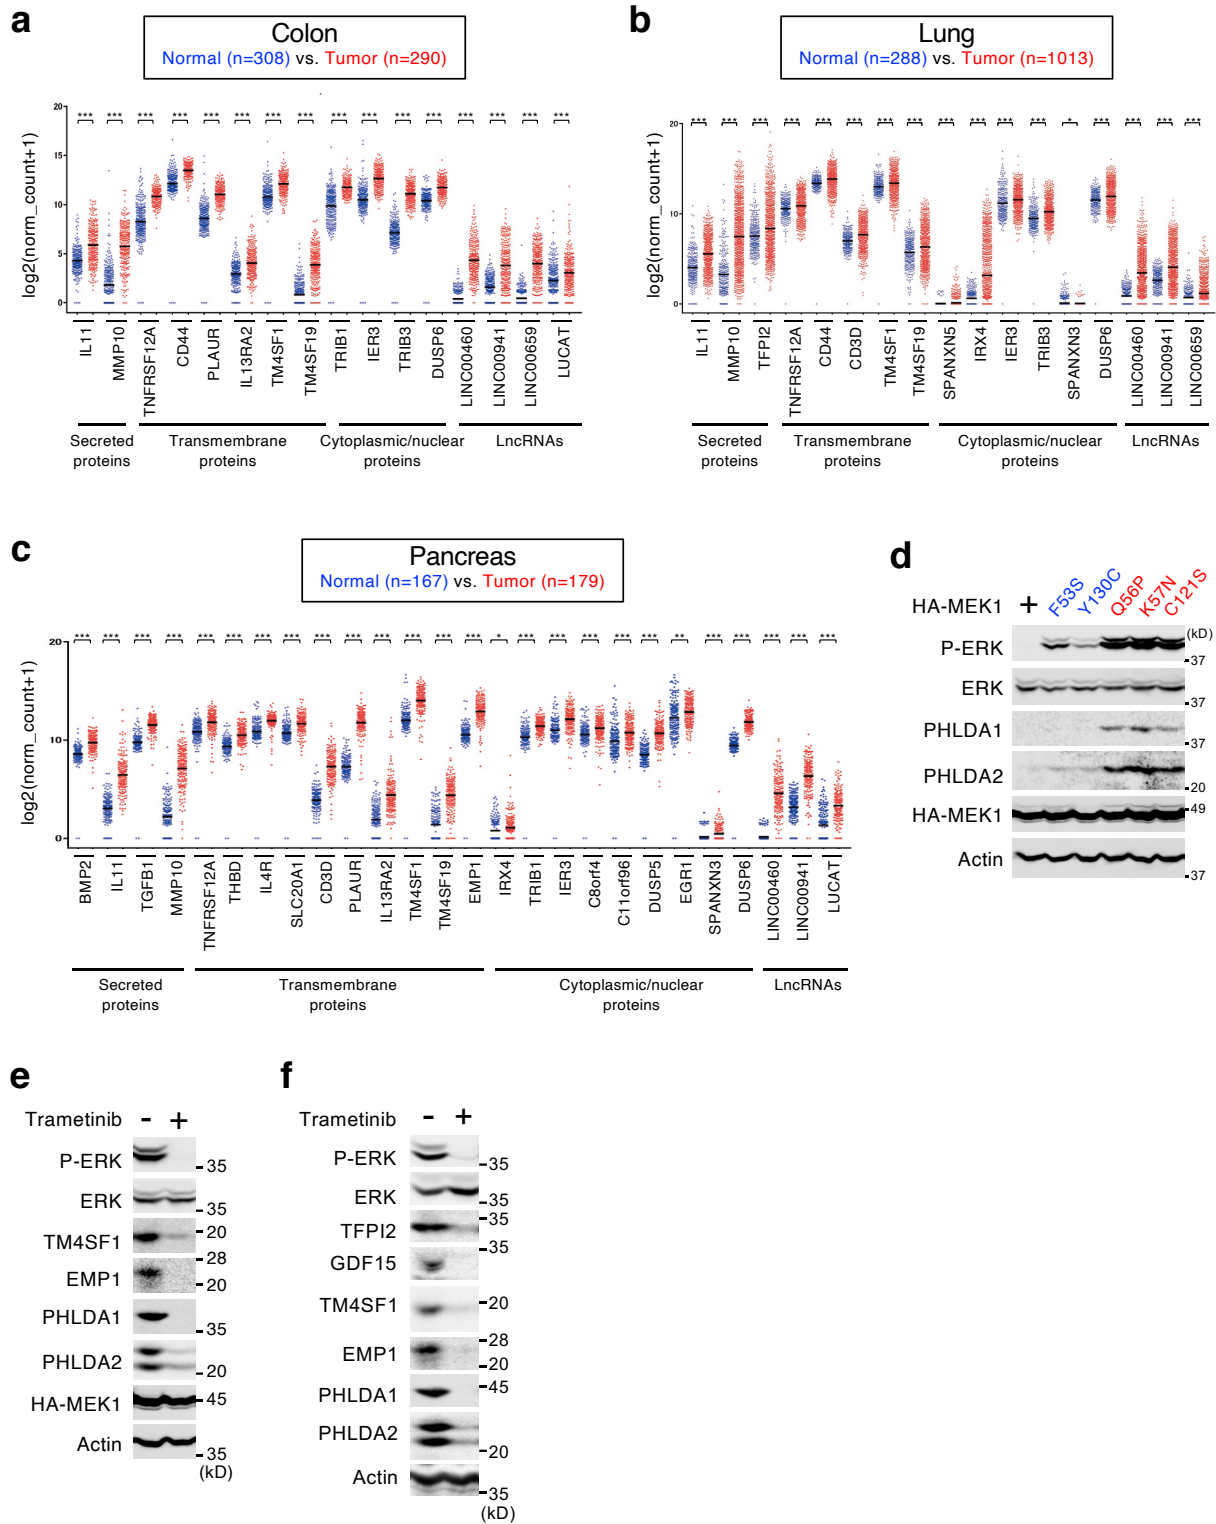 a
Colon
Normal (n=308) vs. Tumor (n=290)
*** *** *** *** *** *** *** *** *** *** *** *** *** *** *** ***
log2(norm_count+1)
20
15
10
5
0
IL11
MMP10
TNFRSF12A
CD44
PLAUR
IL13RA2
TM4SF1
TM4SF19
TRIB1
IER3
TRIB3
DUSP6
LINC00460
LINC00941
LINC00659
LUCAT
Secreted proteins
Transmembrane proteins
Cytoplasmic/nuclear proteins
LncRNAs
b
Lung
Normal (n=288) vs. Tumor (n=1013)
*** *** *** *** *** *** *** *** *** *** *** *** * *** *** *** ***
log2(norm_count+1)
20
10
0
IL11
MMP10
TFPI2
TNFRSF12A
CD44
CD3D
TM4SF1
TM4SF19
SPANXN5
IRX4
IER3
TRIB3
SPANXN3
DUSP6
LINC00460
LINC00941
LINC00659
Secreted proteins
Transmembrane proteins
Cytoplasmic/nuclear proteins
LncRNAs
c
Pancreas
Normal (n=167) vs. Tumor (n=179)
*** *** *** *** *** *** *** *** *** *** *** *** *** *** * *** *** *** *** *** ** *** *** *** *** ***
log2(norm_count+1)
20
10
0
BMP2
IL11
TGFB1
MMP10
TNFRSF12A
THBD
IL4R
SLC20A1
CD3D
PLAUR
IL13RA2
TM4SF1
TM4SF19
EMP1
IRX4
TRIB1
IER3
C8orf4
C11orf96
DUSP5
EGR1
SPANXN3
DUSP6
LINC00460
LINC00941
LUCAT
Secreted proteins
Transmembrane proteins
Cytoplasmic/nuclear proteins
LncRNAs
d
HA-MEK1 + F53S Y130C Q56P K57N C121S
(kD)
P-ERK 37
ERK 37
PHLDA1 37
PHLDA2 20
HA-MEK1 49
Actin 37
e
Trametinib - +
P-ERK 35
ERK 35
TM4SF1 20
EMP1 28 20
PHLDA1 35
PHLDA2 20
HA-MEK1 45
Actin 35
(kD)
f
Trametinib - +
P-ERK 35
ERK 35
TFPI2 35
GDF15 35
TM4SF1 20
EMP1 28 20
PHLDA1 45
PHLDA2 20
Actin 35
(kD)